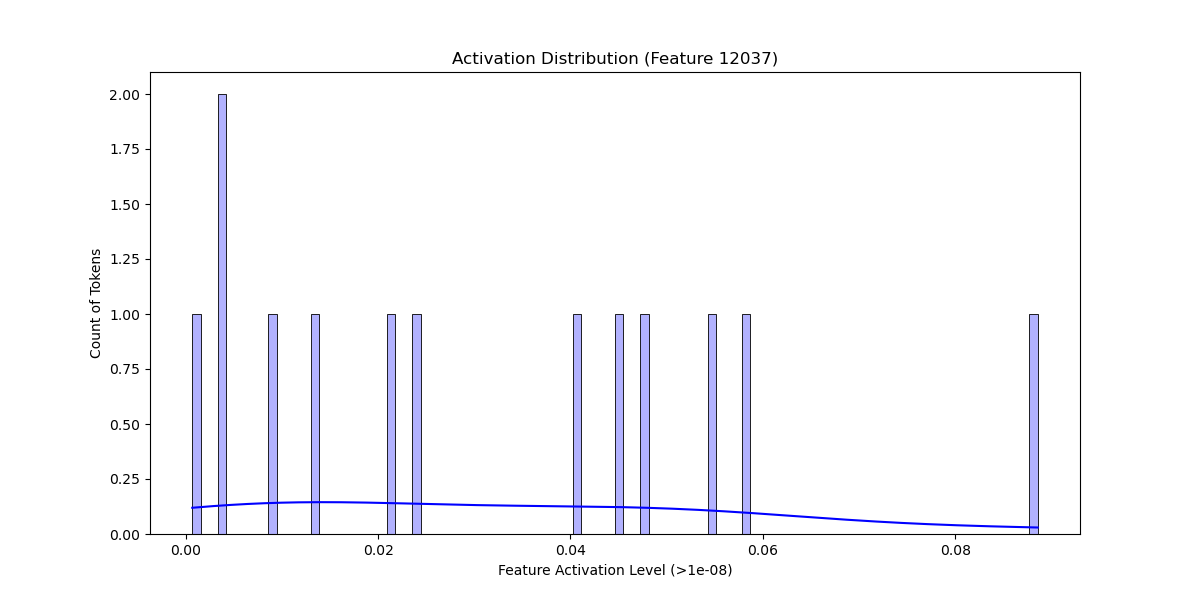 Activation Distribution (Feature 12037)
Count of Tokens
2.00
1.75
1.50
1.25
1.00
0.75
0.50
0.25
0.00
0.00 0.02 0.04 0.06 0.08
Feature Activation Level (>1e-08)